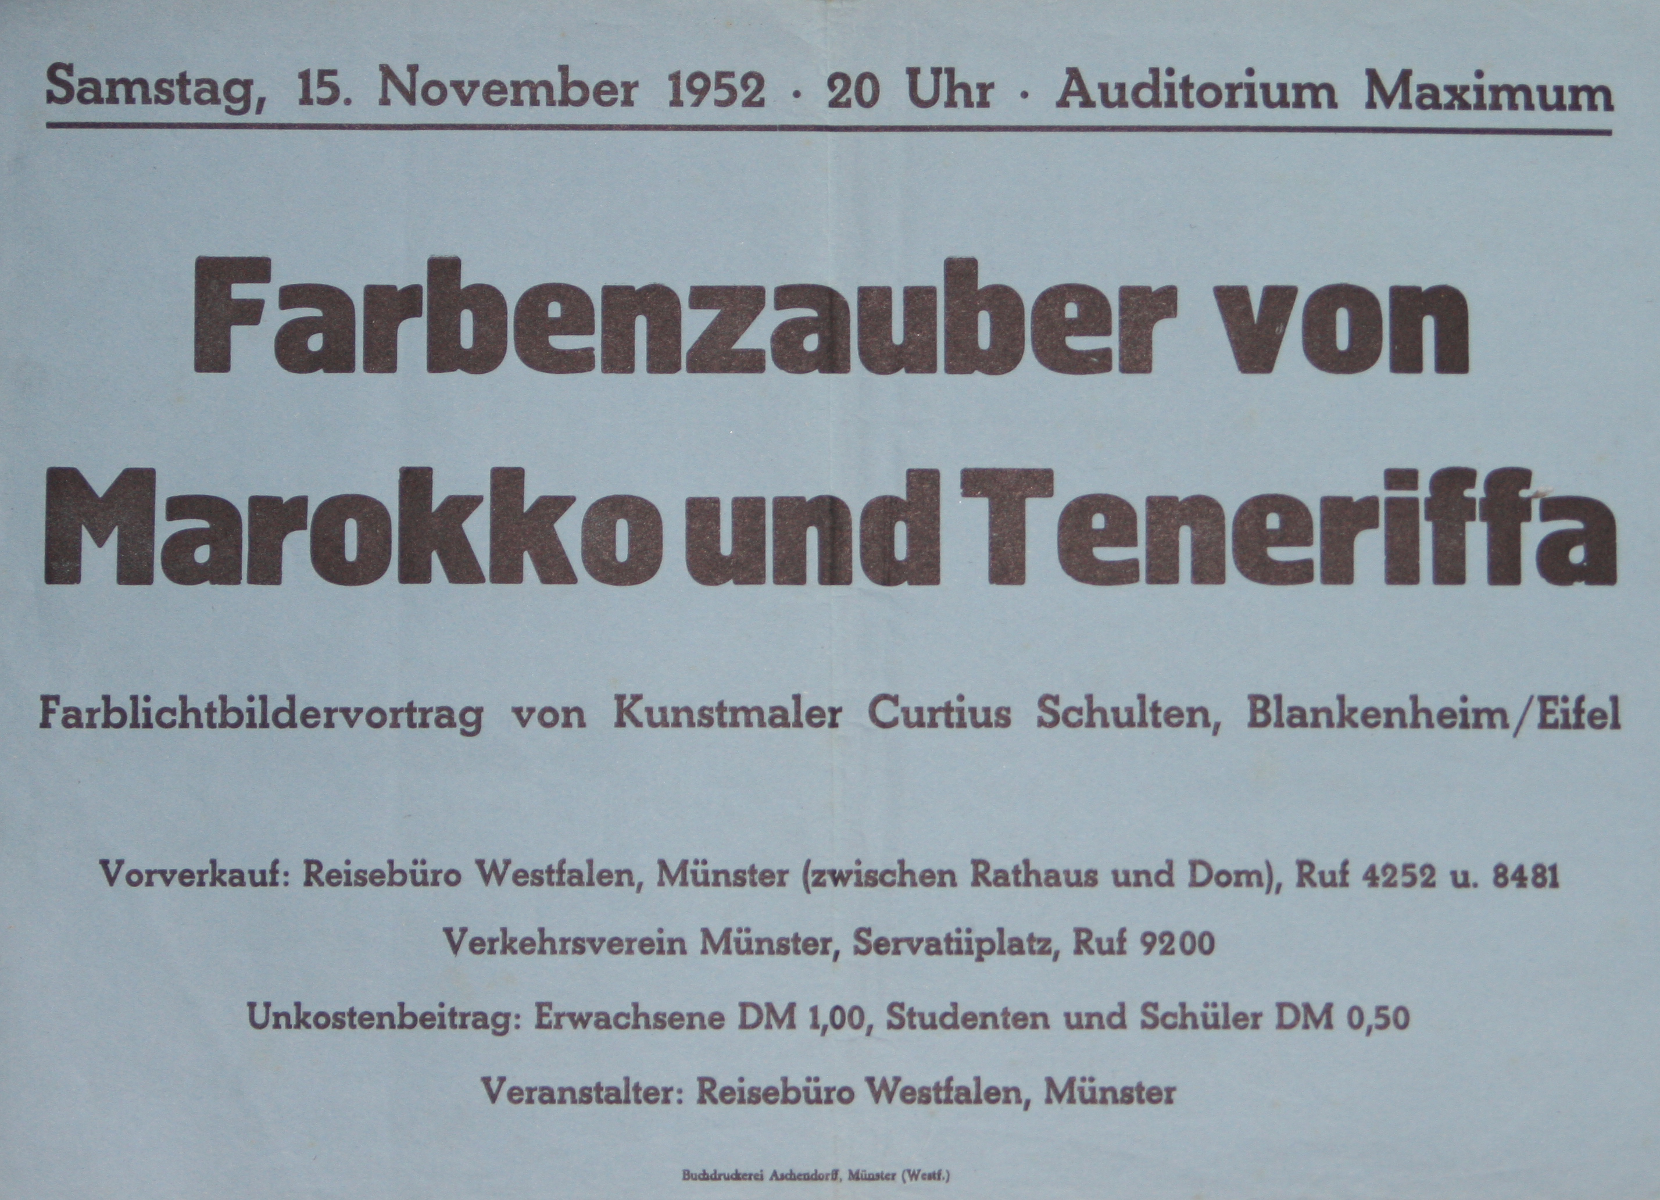 Samstag, 15. November 1952 · 20 Uhr · Auditorium Maximum
Farbenzauber von
Marokko und Teneriffa
Farblichtbildervortrag von Kunstmaler Curtius Schulten, Blankenheim/Eifel
Vorverkauf: Reisebüro Westfalen, Münster (zwischen Rathaus und Dom), Ruf 4252 u. 8481
Verkehrsverein Münster, Servatiiplatz, Ruf 9200
Unkostenbeitrag: Erwachsene DM 1,00, Studenten und Schüler DM 0,50
Veranstalter: Reisebüro Westfalen, Münster
Buchdruckerei Aschendorff, Münster (Westf.)